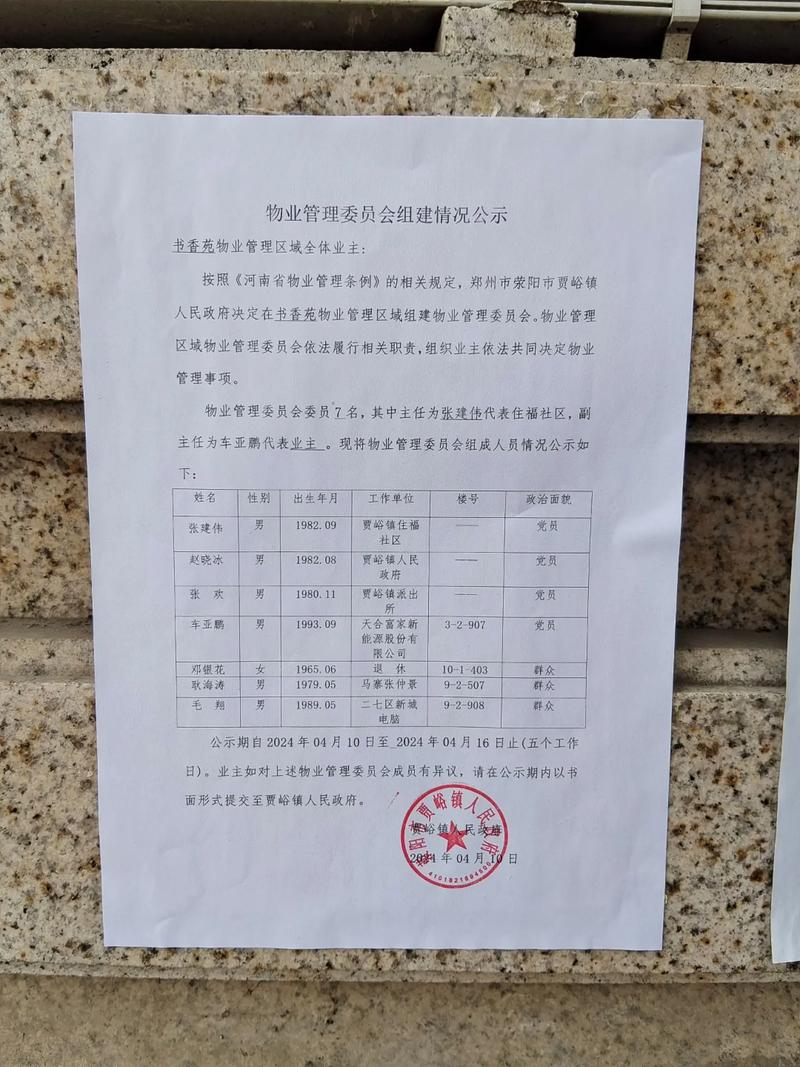 物业管理委员会组建情况公示
书香苑物业管理区域全体业主:
按照《河南省物业管理条例》的相关规定,郑州市荥阳市贾峪镇
人民政府决定在书香苑物业管理区域组建物业管理委员会。物业管理
区域物业管理委员会依法履行相关职责,组织业主依法共同决定物业
管理事项。
物业管理委员会委员7名,其中主任为张建伟代表住福社区,副
主任为车亚鹏代表业主。现将物业管理委员会组成人员情况公示如
下:
姓名 性别 出生年月 工作单位 楼号 政治面貌
张建伟 男 1982.09 贾峪镇住福 —— 党员
社区
赵晓冰 男 1982.08 贾峪镇人民 —— 党员
政府
张 欢 男 1980.11 贾峪镇派出 —— 党员
所
车亚鹏 男 1993.09 天合富家新 3-2-907 党员
能源股份有
限公司
邓银花 女 1965.06 退 休 10-1-403 群众
耿海涛 男 1979.05 马寨张仲景 9-2-507 群众
毛 翔 男 1989.05 二七区新城 9-2-908 群众
电脑
公示期自2024年04月10日至 2024年04月16日止(五个工作
日)。业主如对上述物业管理委员会成员有异议,请在公示期内以书
面形式提交至贾峪镇人民政府。
贾峪镇人民政府
2024年04月10日
荥阳市贾峪镇人民政府